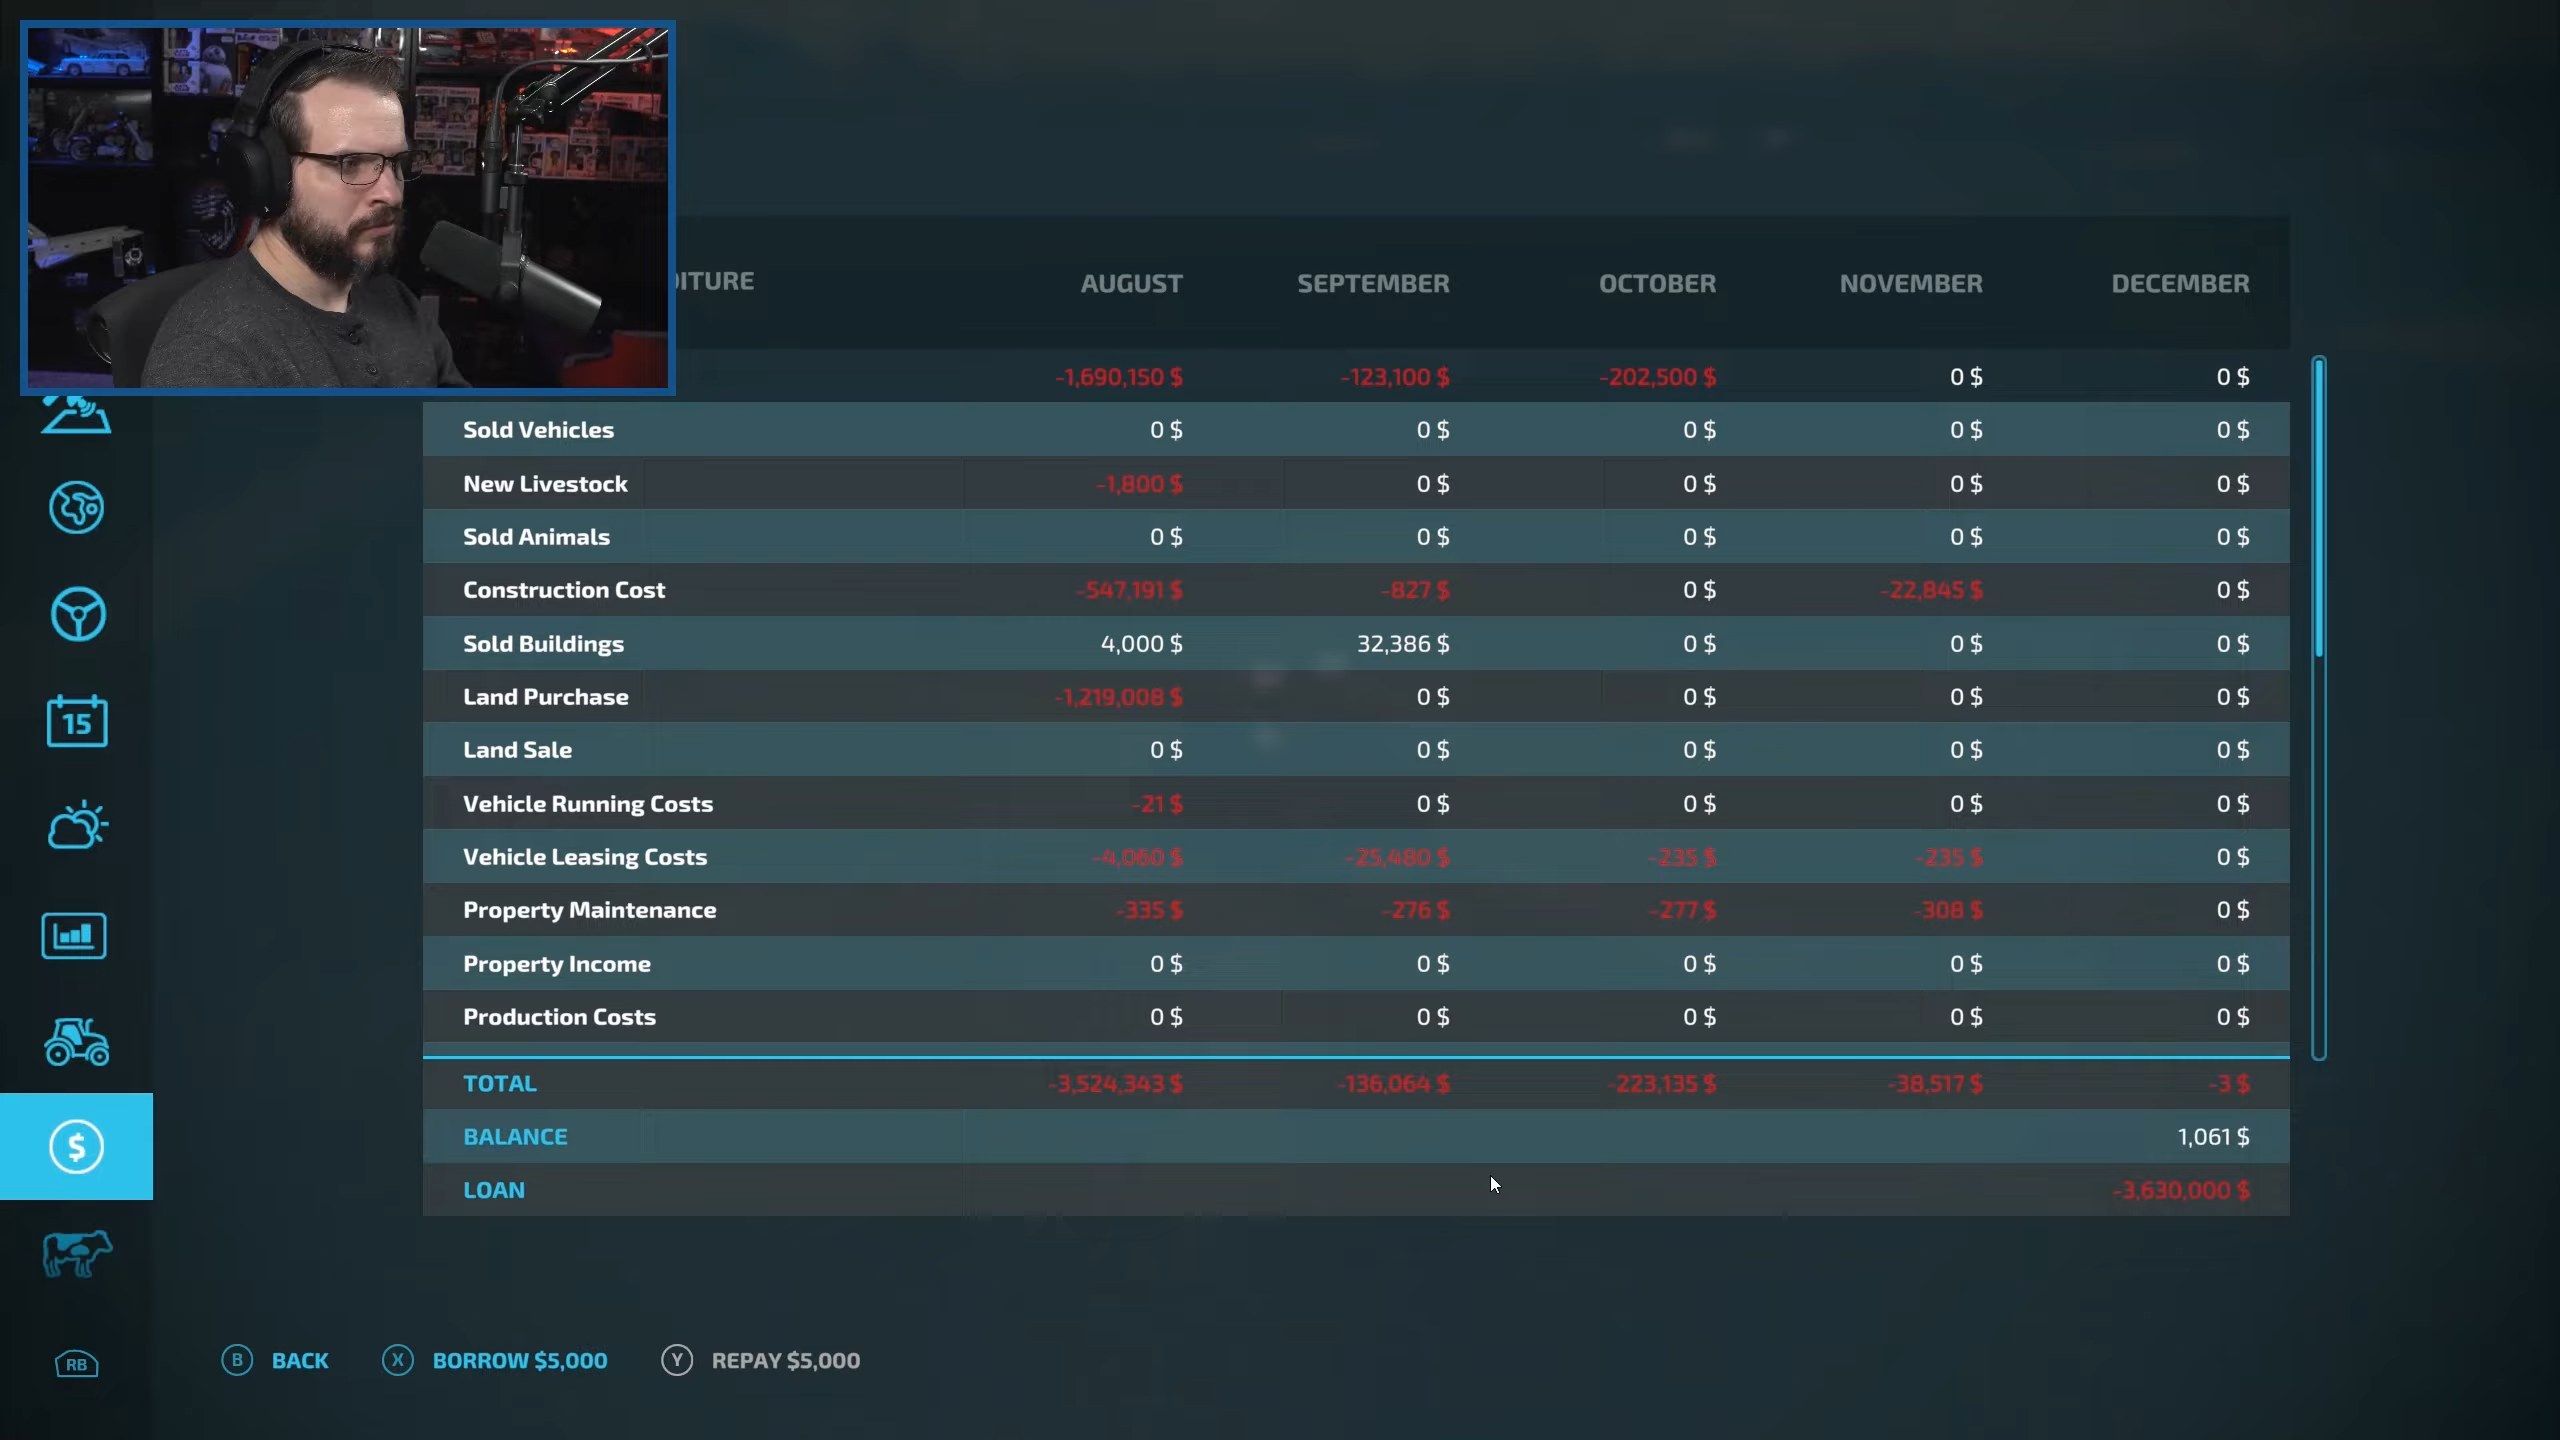 DITURE AUGUST SEPTEMBER OCTOBER NOVEMBER DECEMBER
-1,690,150 $ -123,100 $ -202,500 $ 0 $ 0 $
Sold Vehicles 0 $ 0 $ 0 $ 0 $ 0 $
New Livestock -1,800 $ 0 $ 0 $ 0 $ 0 $
Sold Animals 0 $ 0 $ 0 $ 0 $ 0 $
Construction Cost -547,191 $ -827 $ 0 $ -22,845 $ 0 $
Sold Buildings 4,000 $ 32,386 $ 0 $ 0 $ 0 $
Land Purchase -1,219,008 $ 0 $ 0 $ 0 $ 0 $
Land Sale 0 $ 0 $ 0 $ 0 $ 0 $
15
Vehicle Running Costs -21 $ 0 $ 0 $ 0 $ 0 $
Vehicle Leasing Costs -4,060 $ -25,480 $ -235 $ -235 $ 0 $
Property Maintenance -335 $ -276 $ -277 $ -308 $ 0 $
Property Income 0 $ 0 $ 0 $ 0 $ 0 $
Production Costs 0 $ 0 $ 0 $ 0 $ 0 $
TOTAL -3,524,343 $ -136,064 $ -223,135 $ -38,517 $ -3 $
$
BALANCE 1,061 $
LOAN -3,630,000 $
RB
B BACK X BORROW $5,000 Y REPAY $5,000